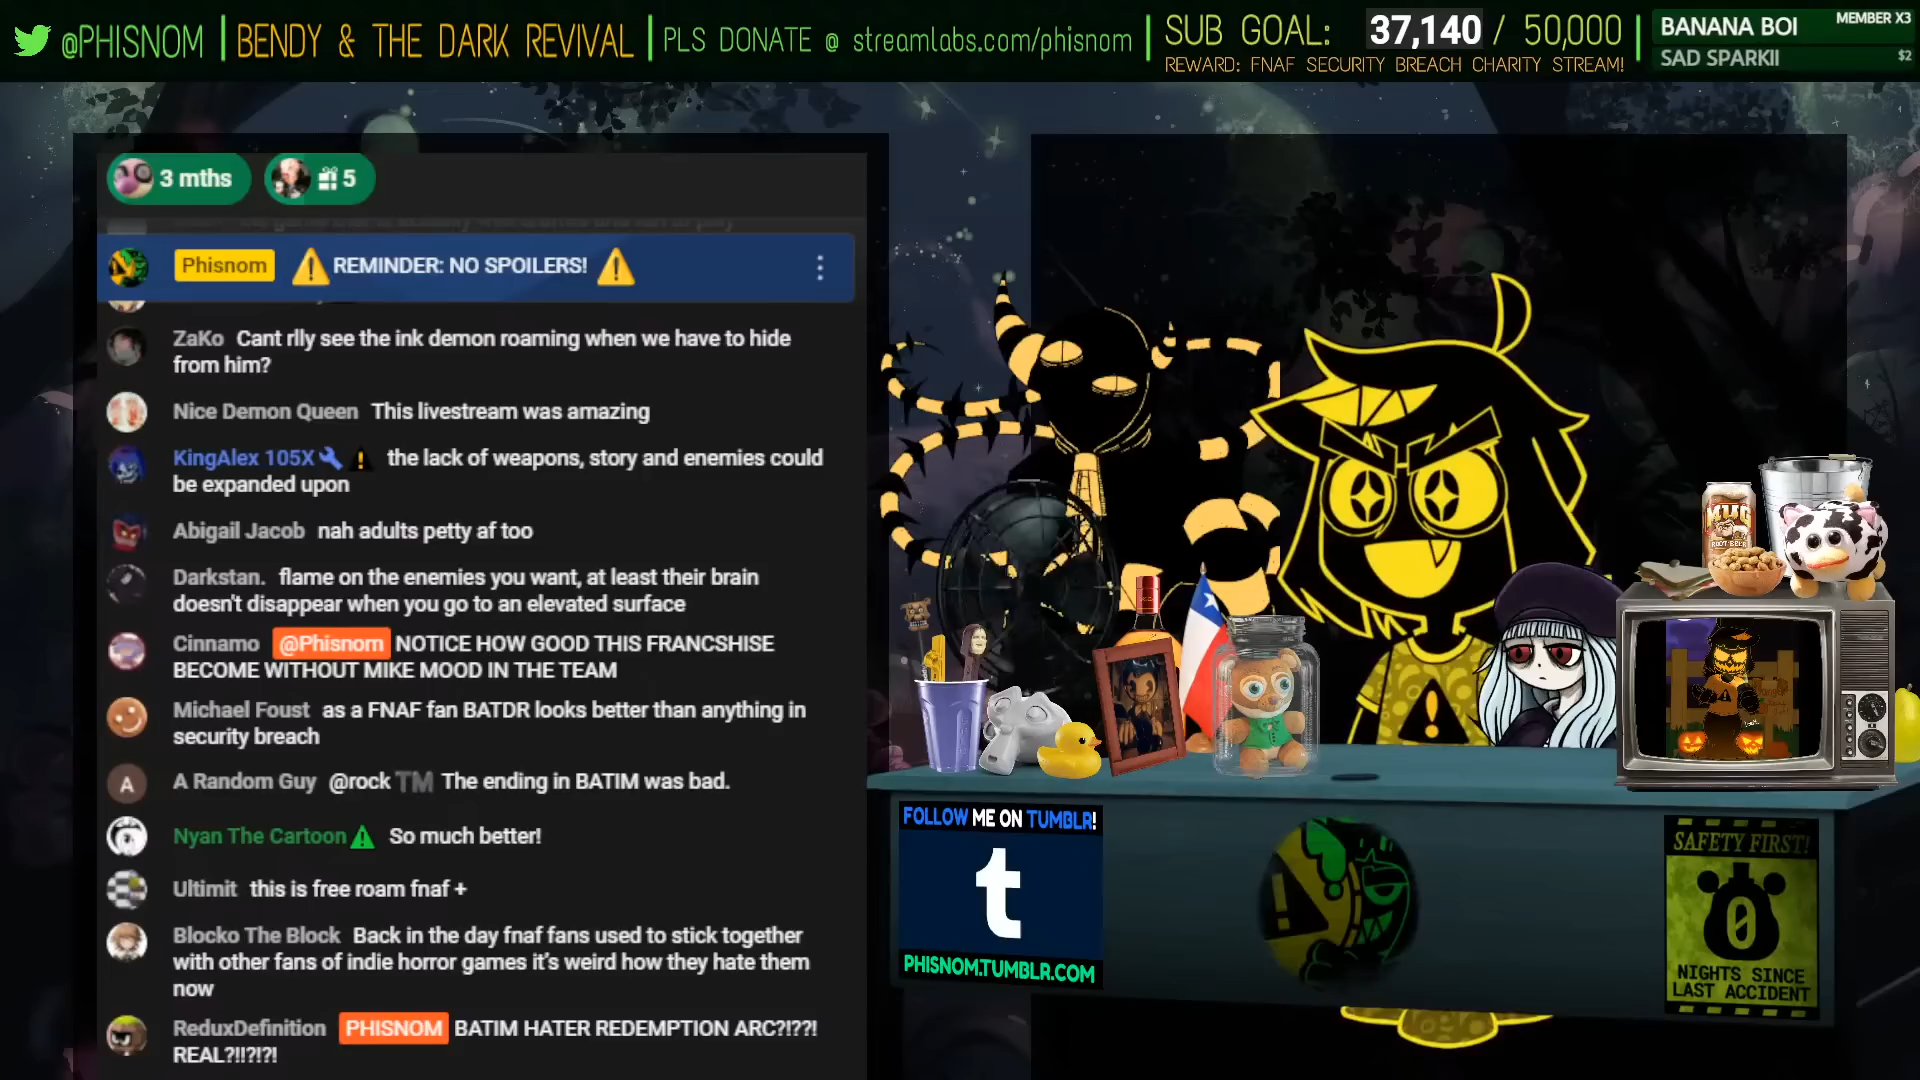 @PHISNOM
BENDY & THE DARK REVIVAL
PLS DONATE @ streamlabs.com/phisnom
SUB GOAL: 37,140 / 50,000
REWARD: FNAF SECURITY BREACH CHARITY STREAM!
BANANA BOI MEMBER X3
SAD SPARKII $2
3 mths
5
Phisnom REMINDER: NO SPOILERS!
ZaKo Cant rlly see the ink demon roaming when we have to hide
from him?
Nice Demon Queen This livestream was amazing
KingAlex 105X the lack of weapons, story and enemies could
be expanded upon
Abigail Jacob nah adults petty af too
Darkstan. flame on the enemies you want, at least their brain
doesn't disappear when you go to an elevated surface
Cinnamo @Phisnom NOTICE HOW GOOD THIS FRANCSHISE
BECOME WITHOUT MIKE MOOD IN THE TEAM
Michael Foust as a FNAF fan BATDR looks better than anything in
security breach
A
A Random Guy @rock TM The ending in BATIM was bad.
Nyan The Cartoon So much better!
Ultimit this is free roam fnaf +
Blocko The Block Back in the day fnaf fans used to stick together
with other fans of indie horror games it's weird how they hate them
now
ReduxDefinition PHISNOM BATIM HATER REDEMPTION ARC?!??!
REAL?!!?!?!
MUG
ROOT BEER
FOLLOW ME ON TUMBLR!
t
PHISNOM.TUMBLR.COM
SAFETY FIRST!
0
NIGHTS SINCE
LAST ACCIDENT